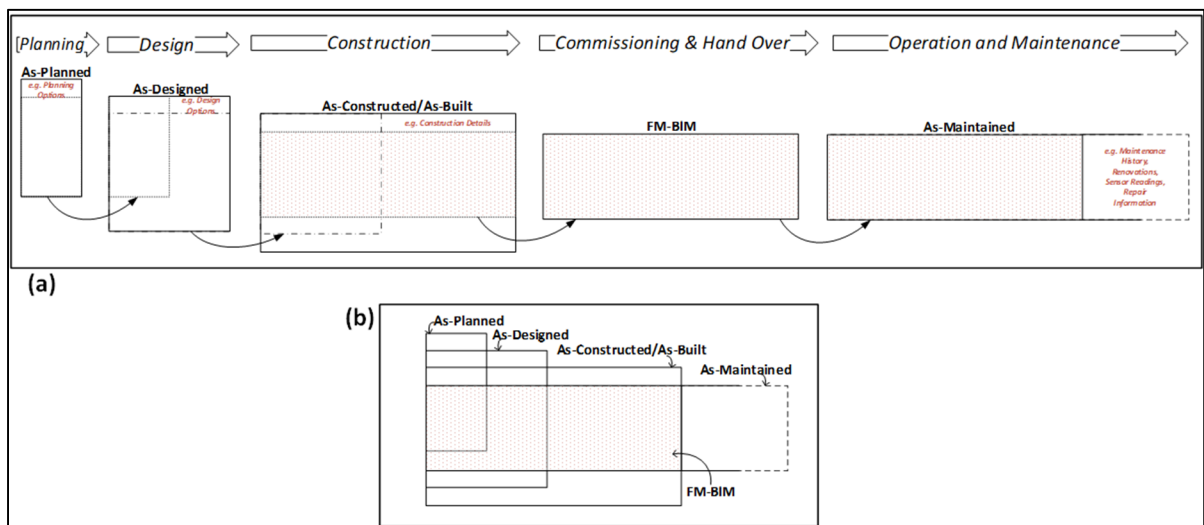 Planning
Design
Construction
Commissioning & Hand Over
Operation and Maintenance
As-Planned
e.g. Planning
Options
As-Designed
e.g. Design
Options
As-Constructed/As-Built
e.g. Construction Details
FM-BIM
As-Maintained
e.g. Maintenance
History,
Renovations,
Sensor Readings,
Repair
Information
(a)
(b)
As-Planned
As-Designed
As-Constructed/As-Built
As-Maintained
FM-BIM